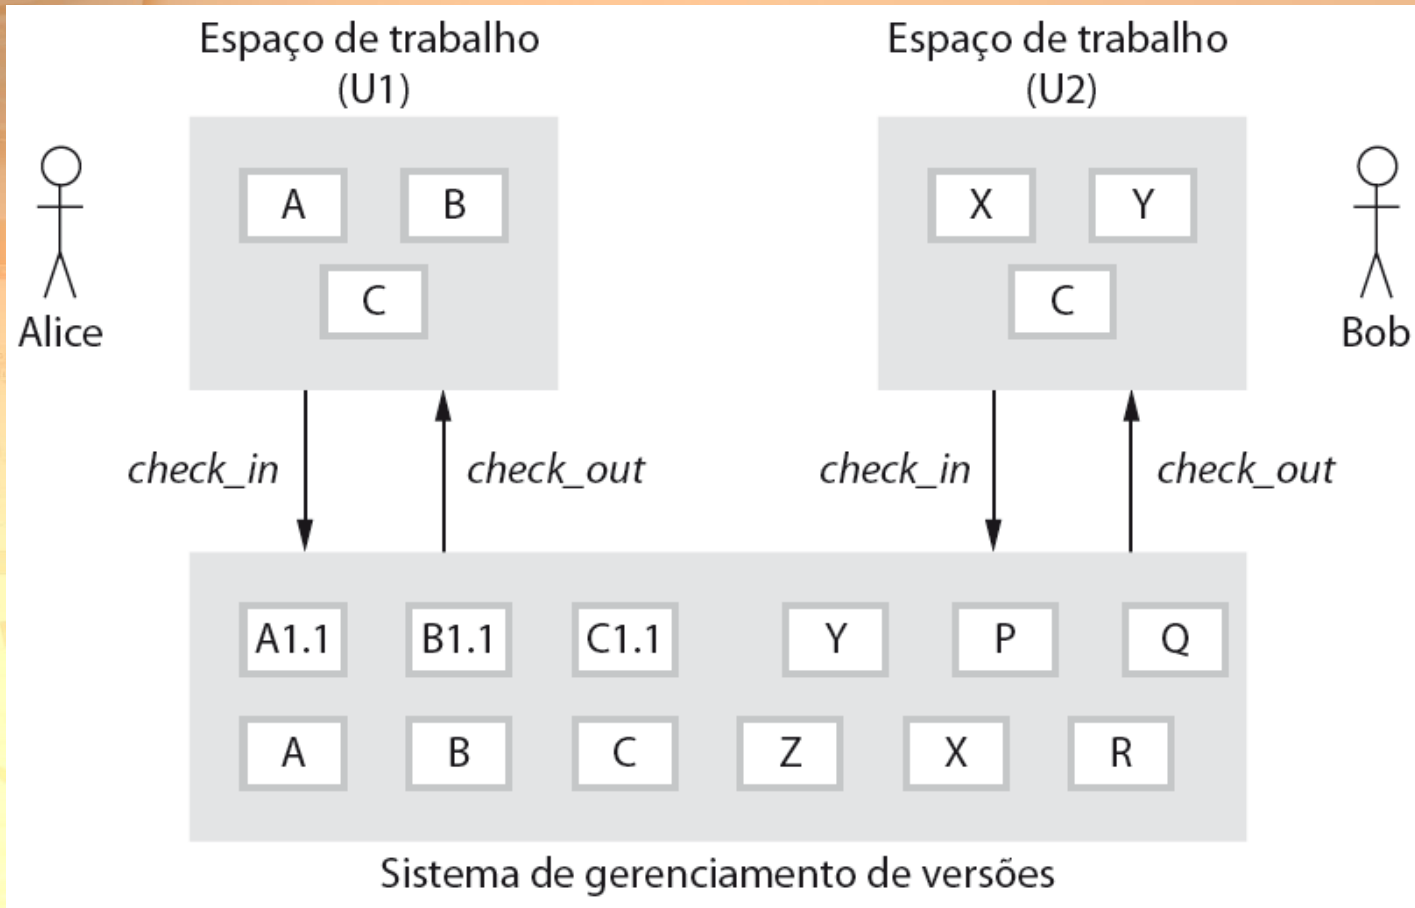 Espaço de trabalho
(U1)
Espaço de trabalho
(U2)
A B
C
X Y
C
Alice
Bob
check_in check_out
check_in check_out
A1.1 B1.1 C1.1 Y P Q
A B C Z X R
Sistema de gerenciamento de versões